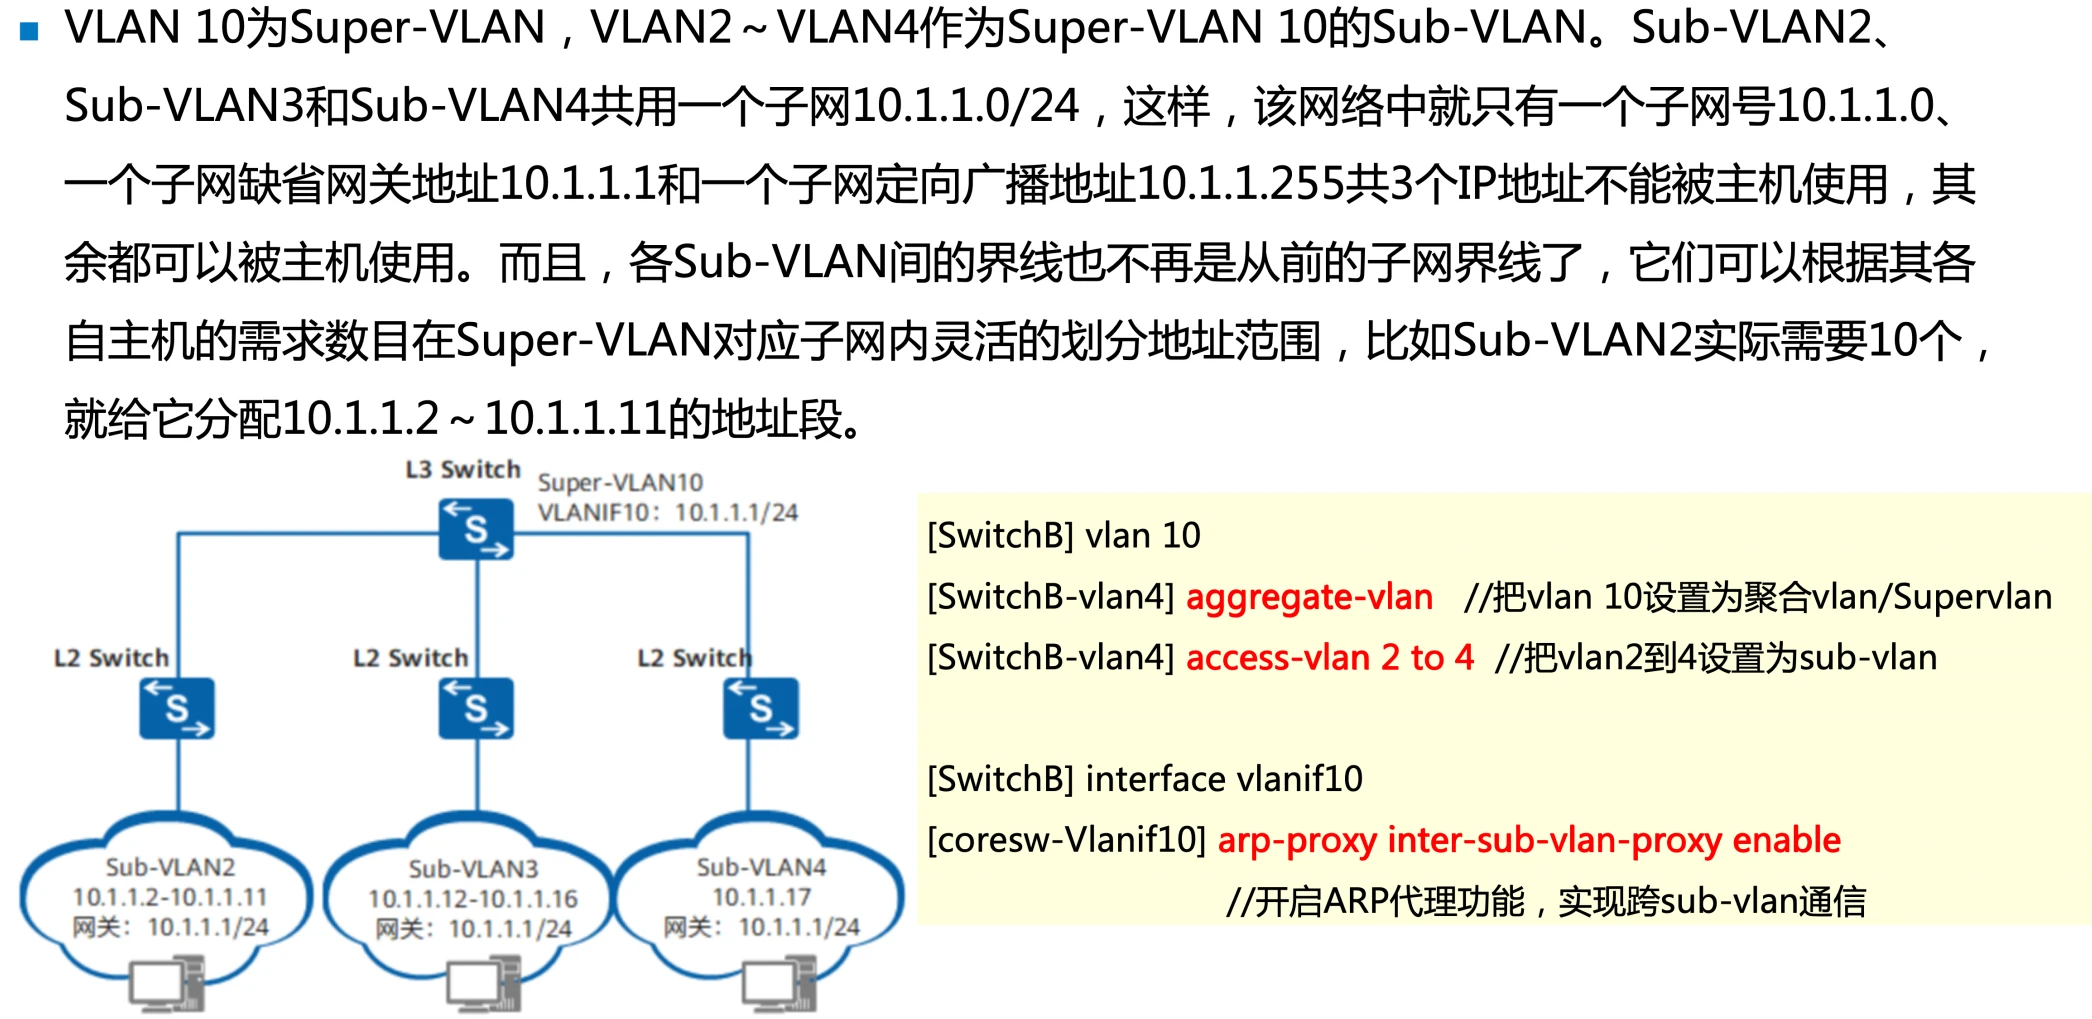 VLAN 10为Super-VLAN，VLAN2～VLAN4作为Super-VLAN 10的Sub-VLAN。Sub-VLAN2、
Sub-VLAN3和Sub-VLAN4共用一个子网10.1.1.0/24，这样，该网络中就只有一个子网号10.1.1.0、
一个子网缺省网关地址10.1.1.1和一个子网定向广播地址10.1.1.255共3个IP地址不能被主机使用，其
余都可以被主机使用。而且，各Sub-VLAN间的界线也不再是从前的子网界线了，它们可以根据其各
自主机的需求数目在Super-VLAN对应子网内灵活的划分地址范围，比如Sub-VLAN2实际需要10个，
就给它分配10.1.1.2～10.1.1.11的地址段。
L3 Switch
Super-VLAN10
VLANIF10：10.1.1.1/24
S
L2 Switch
L2 Switch
L2 Switch
S
S
S
Sub-VLAN2
10.1.1.2-10.1.1.11
网关：10.1.1.1/24
Sub-VLAN3
10.1.1.12-10.1.1.16
网关：10.1.1.1/24
Sub-VLAN4
10.1.1.17
网关：10.1.1.1/24
[SwitchB] vlan 10
[SwitchB-vlan4] aggregate-vlan //把vlan 10设置为聚合vlan/Supervlan
[SwitchB-vlan4] access-vlan 2 to 4 //把vlan2到4设置为sub-vlan
[SwitchB] interface vlanif10
[coresw-Vlanif10] arp-proxy inter-sub-vlan-proxy enable
//开启ARP代理功能，实现跨sub-vlan通信